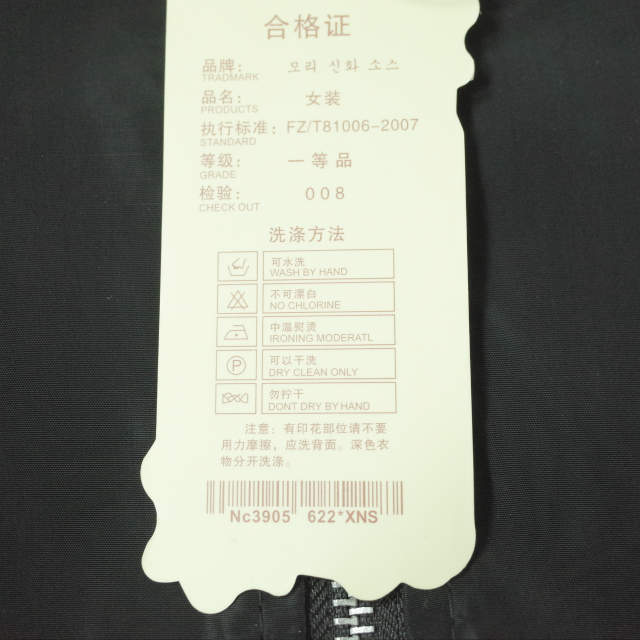 合格证
品牌: 모리 신화 소스
TRADMARK
品名: 女装
PRODUCTS
执行标准: FZ/T81006-2007
STANDARD
等级: 一等品
GRADE
检验: 008
CHECK OUT
洗涤方法
可水洗
WASH BY HAND
不可漂白
NO CHLORINE
中温熨烫
IRONING MODERATL
P
可以干洗
DRY CLEAN ONLY
勿拧干
DONT DRY BY HAND
注意: 有印花部位请不要
用力摩擦，应洗背面。深色衣
物分开洗涤。
Nc3905 622*XNS